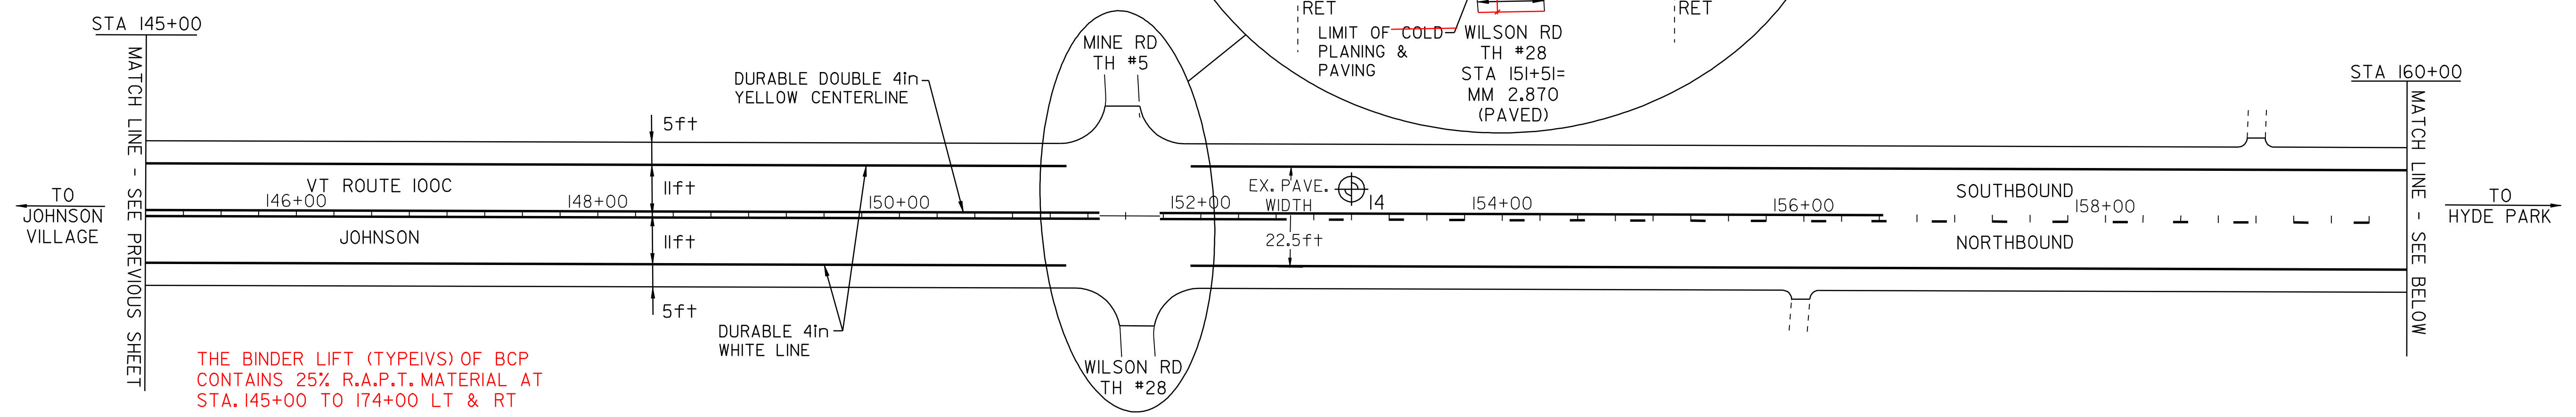 STA 145+00
MATCH LINE - SEE PREVIOUS SHEET
TO
JOHNSON
VILLAGE
VT ROUTE 100C
JOHNSON
146+00
148+00
150+00
152+00
154+00
156+00
158+00
DURABLE DOUBLE 4in
YELLOW CENTERLINE
5ft
11ft
11ft
5ft
DURABLE 4in
WHITE LINE
MINE RD
TH #5
WILSON RD
TH #28
RET
LIMIT OF COLD
PLANING &
PAVING
WILSON RD
TH #28
STA 151+51=
MM 2.870
(PAVED)
RET
EX. PAVE.
WIDTH
22.5ft
14
SOUTHBOUND
NORTHBOUND
STA 160+00
MATCH LINE - SEE BELOW
TO
HYDE PARK
THE BINDER LIFT (TYPEIVS) OF BCP
CONTAINS 25% R.A.P.T. MATERIAL AT
STA. 145+00 TO 174+00 LT & RT